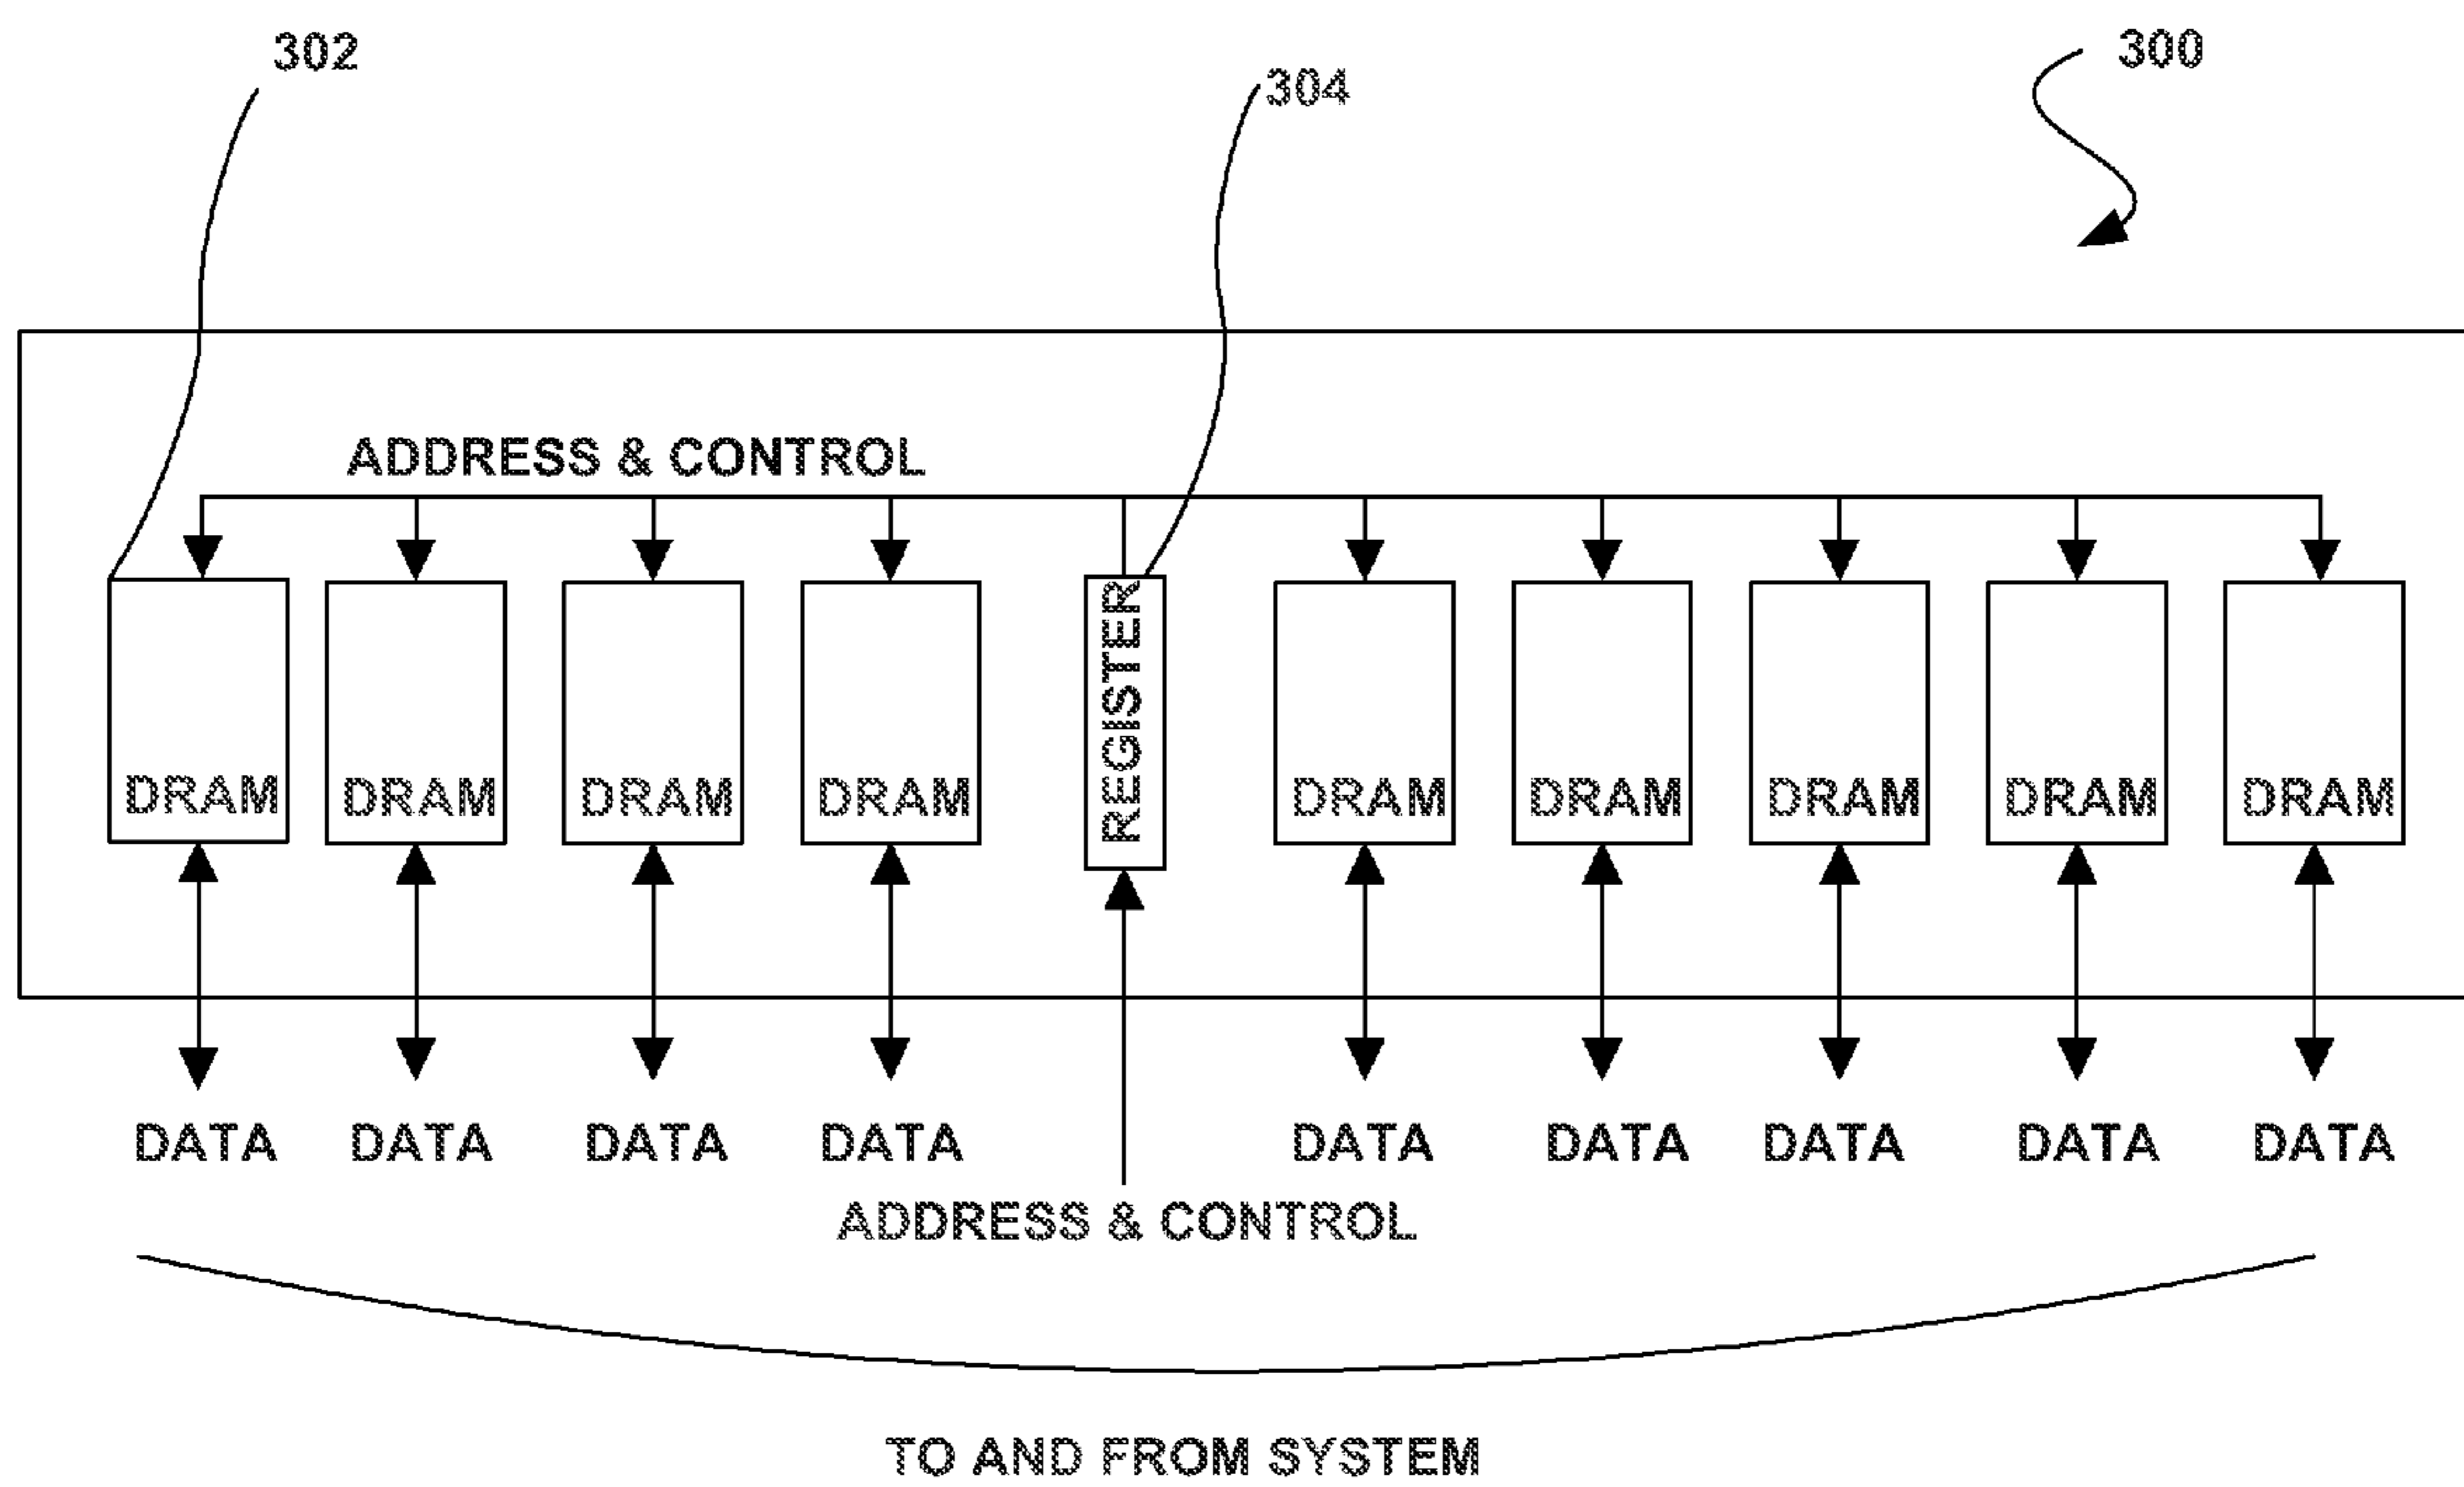 302
304
300
ADDRESS & CONTROL
REGISTER
DRAM DRAM DRAM DRAM DRAM DRAM DRAM DRAM DRAM
DATA DATA DATA DATA DATA DATA DATA DATA DATA
ADDRESS & CONTROL
TO AND FROM SYSTEM